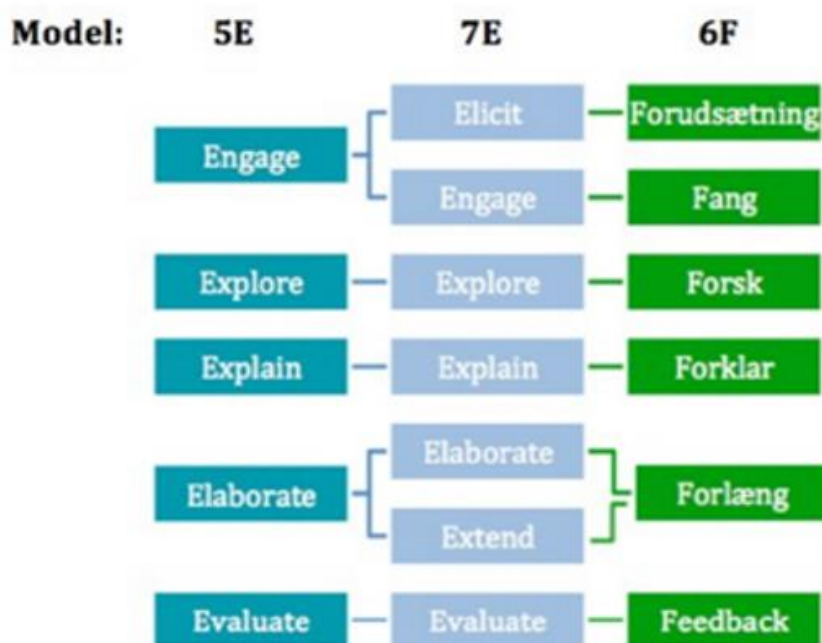 Model: 5E 7E 6F
Elicit Forudsætning
Engage
Engage Fang
Explore Explore Forsk
Explain Explain Forklar
Elaborate
Elaborate Forlæng
Extend
Evaluate Evaluate Feedback